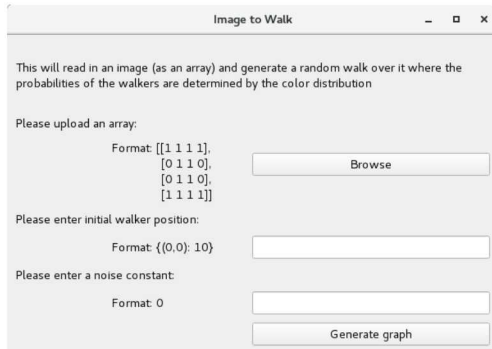 Image to Walk
This will read in an image (as an array) and generate a random walk over it where the
probabilities of the walkers are determined by the color distribution
Please upload an array:
Format: [[1 1 1 1],
[0 1 1 0],
[0 1 1 0],
[1 1 1 1]]
Browse
Please enter initial walker position:
Format: {(0,0): 10}
Please enter a noise constant:
Format: 0
Generate graph